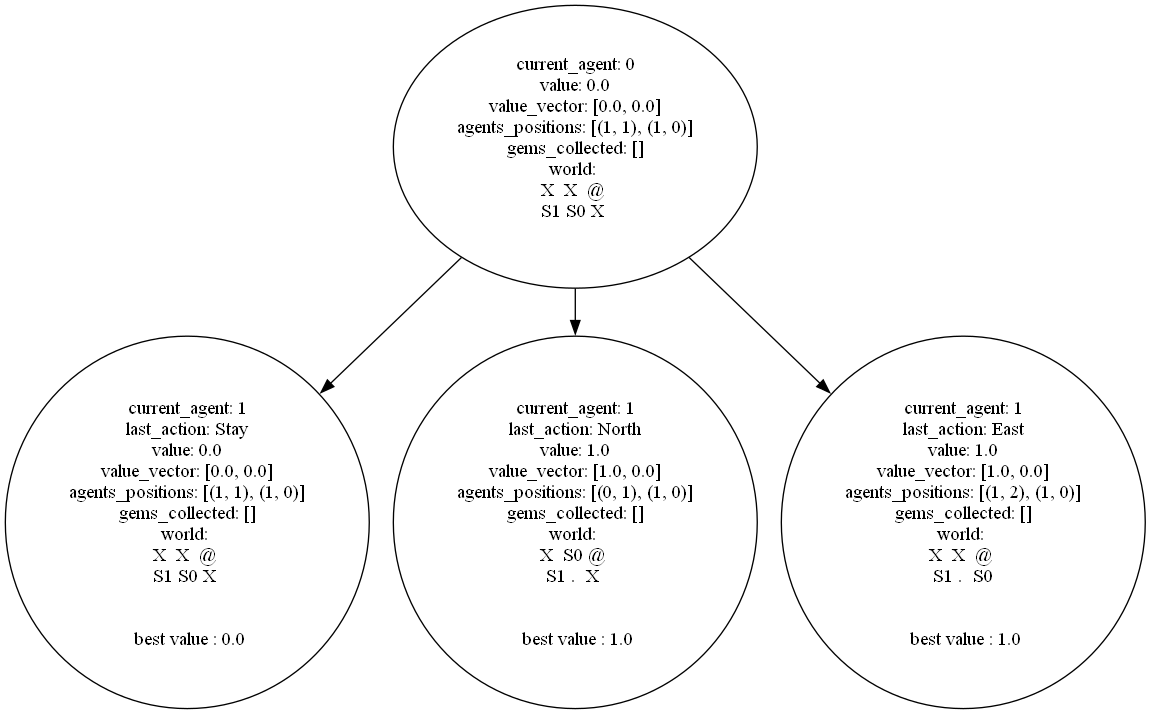 current_agent: 0
value: 0.0
value_vector: [0.0, 0.0]
agents_positions: [(1, 1), (1, 0)]
gems_collected: []
world:
X X @
S1 S0 X
current_agent: 1
last_action: Stay
value: 0.0
value_vector: [0.0, 0.0]
agents_positions: [(1, 1), (1, 0)]
gems_collected: []
world:
X X @
S1 S0 X
best value : 0.0
current_agent: 1
last_action: North
value: 1.0
value_vector: [1.0, 0.0]
agents_positions: [(0, 1), (1, 0)]
gems_collected: []
world:
X S0 @
S1 . X
best value : 1.0
current_agent: 1
last_action: East
value: 1.0
value_vector: [1.0, 0.0]
agents_positions: [(1, 2), (1, 0)]
gems_collected: []
world:
X X @
S1 . S0
best value : 1.0